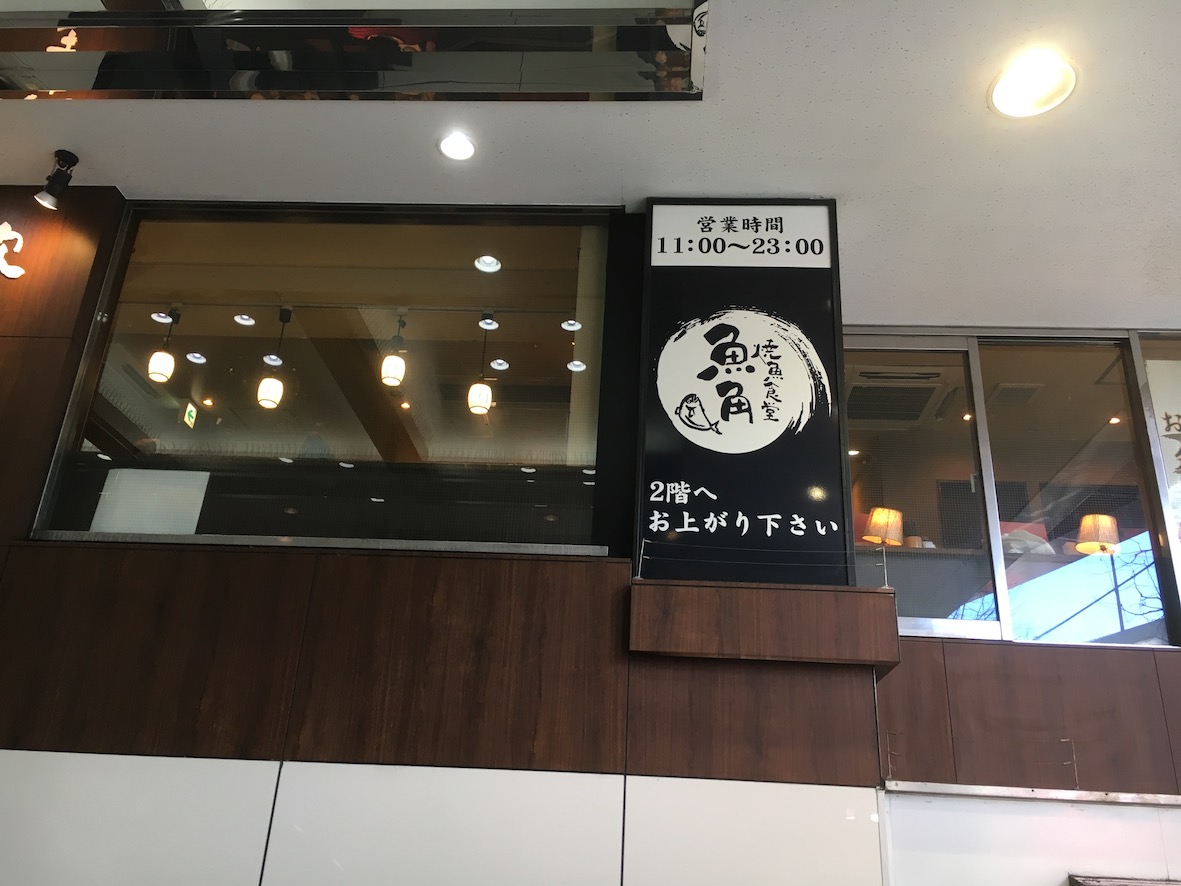 営業時間
11:00〜23:00
焼魚食堂
魚角
2階へ
お上がり下さい
お